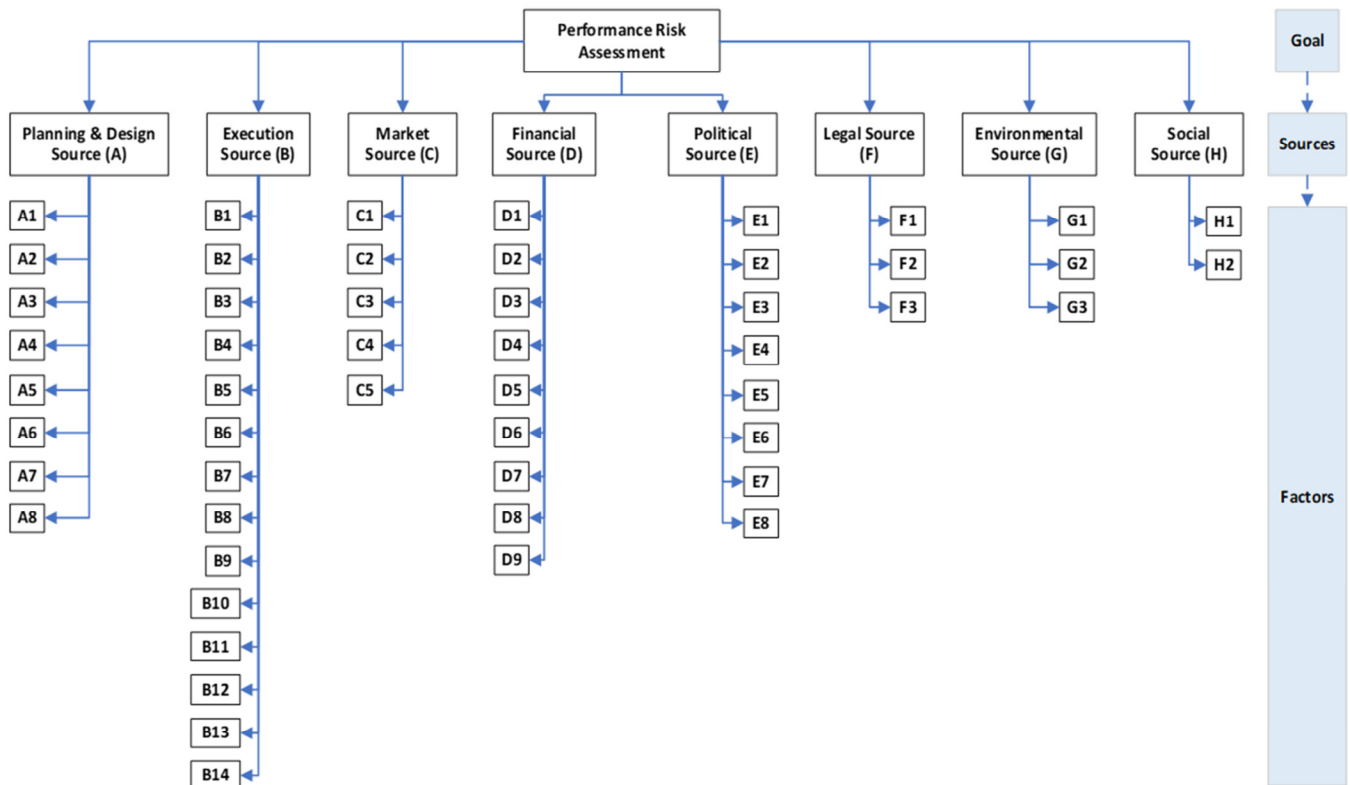 Performance Risk
Assessment
Goal
Planning & Design
Source (A)
Execution
Source (B)
Market
Source (C)
Financial
Source (D)
Political
Source (E)
Legal Source
(F)
Environmental
Source (G)
Social
Source (H)
Sources
A1
A2
A3
A4
A5
A6
A7
A8
B1
B2
B3
B4
B5
B6
B7
B8
B9
B10
B11
B12
B13
B14
C1
C2
C3
C4
C5
D1
D2
D3
D4
D5
D6
D7
D8
D9
E1
E2
E3
E4
E5
E6
E7
E8
F1
F2
F3
G1
G2
G3
H1
H2
Factors